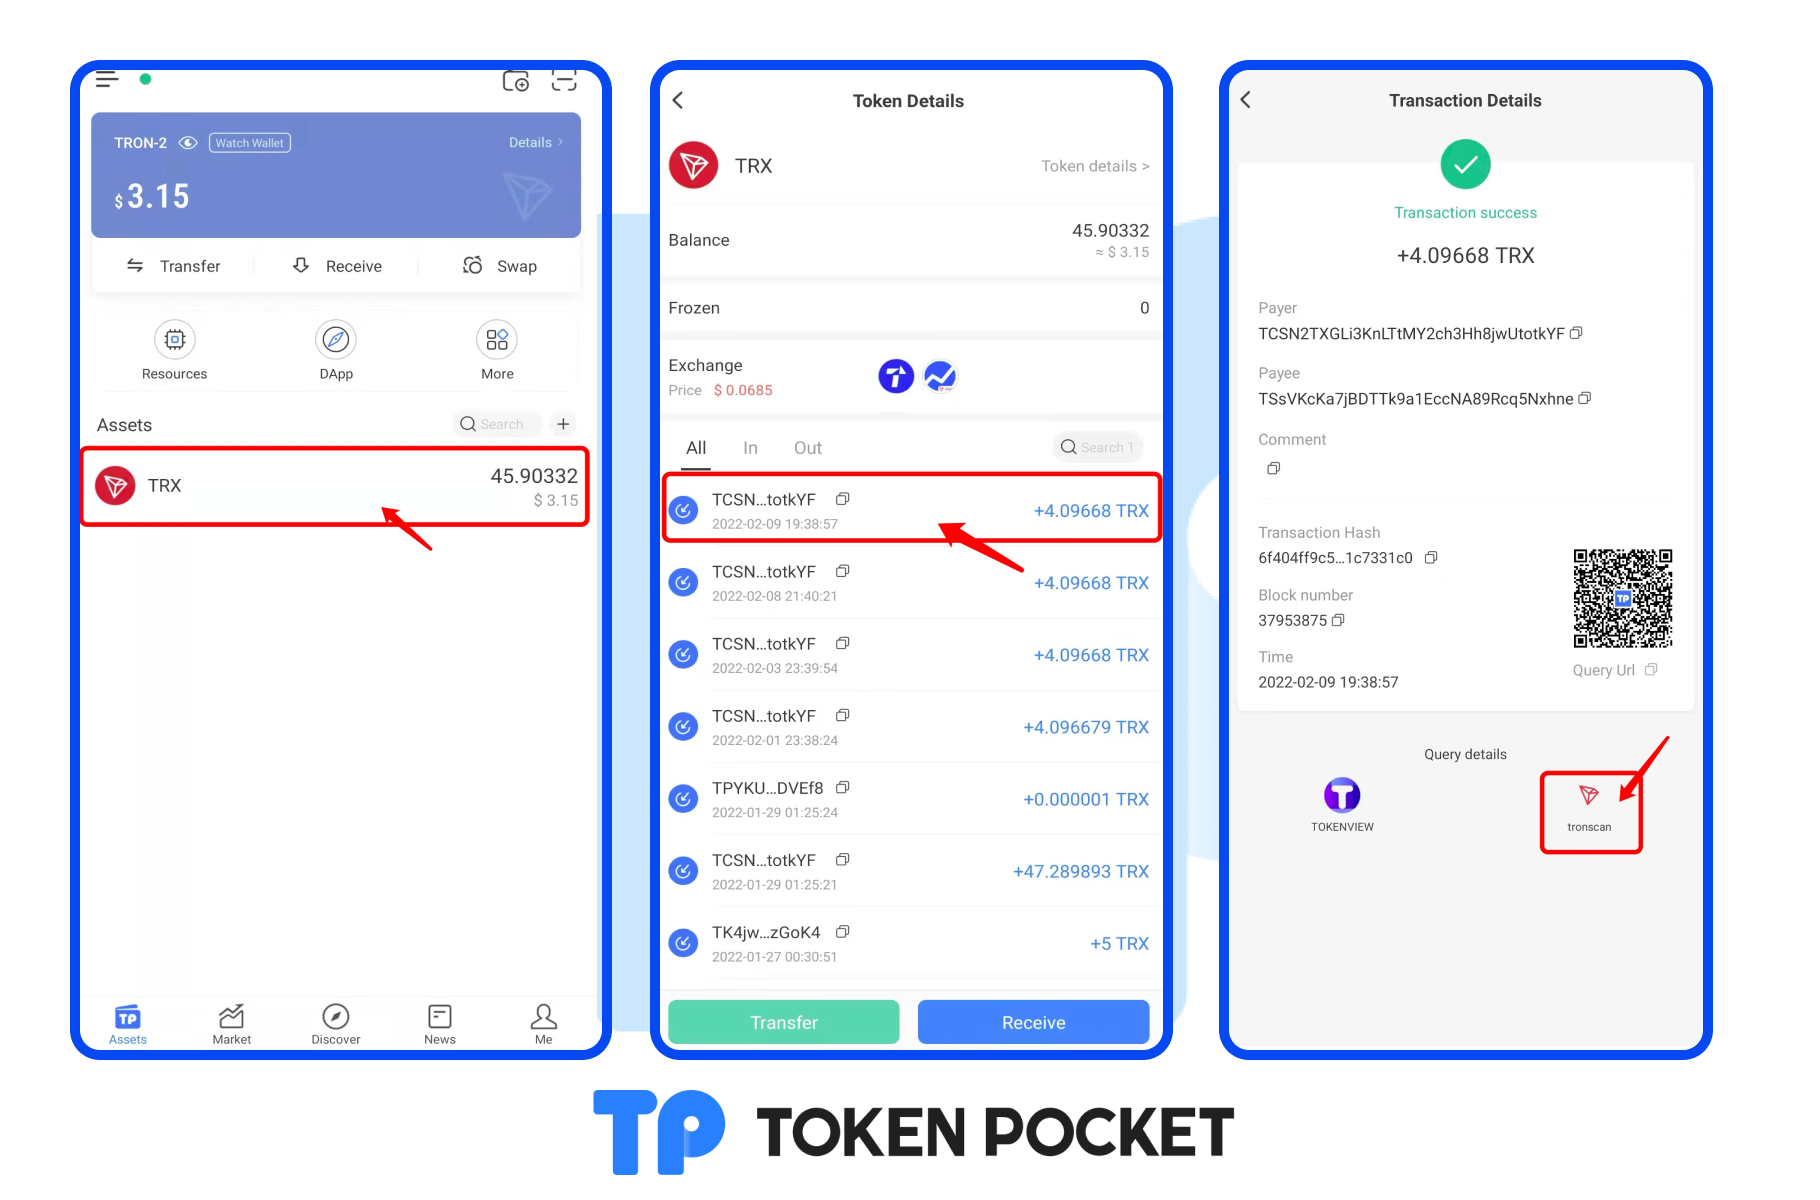 TRON-2 Watch Wallet Details >
$ 3.15
Transfer Receive Swap
Resources DApp More
Assets Search +
TRX 45.90332
$ 3.15
TP
Assets Market Discover News Me
Token Details
TRX Token details >
Balance 45.90332
≈ $ 3.15
Frozen 0
Exchange
Price $ 0.0685
All In Out Search T
TCSN...totkYF
2022-02-09 19:38:57 +4.09668 TRX
TCSN...totkYF
2022-02-08 21:40:21 +4.09668 TRX
TCSN...totkYF
2022-02-03 23:39:54 +4.09668 TRX
TCSN...totkYF
2022-02-01 23:38:24 +4.096679 TRX
TPYKU...DVEf8
2022-01-29 01:25:24 +0.000001 TRX
TCSN...totkYF
2022-01-29 01:25:21 +47.289893 TRX
TK4jw...zGoK4
2022-01-27 00:30:51 +5 TRX
Transfer Receive
Transaction Details
Transaction success
+4.09668 TRX
Payer
TCSN2TXGLi3KnLTtMY2ch3Hh8jwUtotkYF
Payee
TSsVKcKa7jBDTTk9a1EccNA89Rcq5Nxhne
Comment
Transaction Hash
6f404ff9c5...1c7331c0
Block number
37953875
TP
Time
2022-02-09 19:38:57
Query Url
Query details
TOKENVIEW tronscan
TP TOKEN POCKET